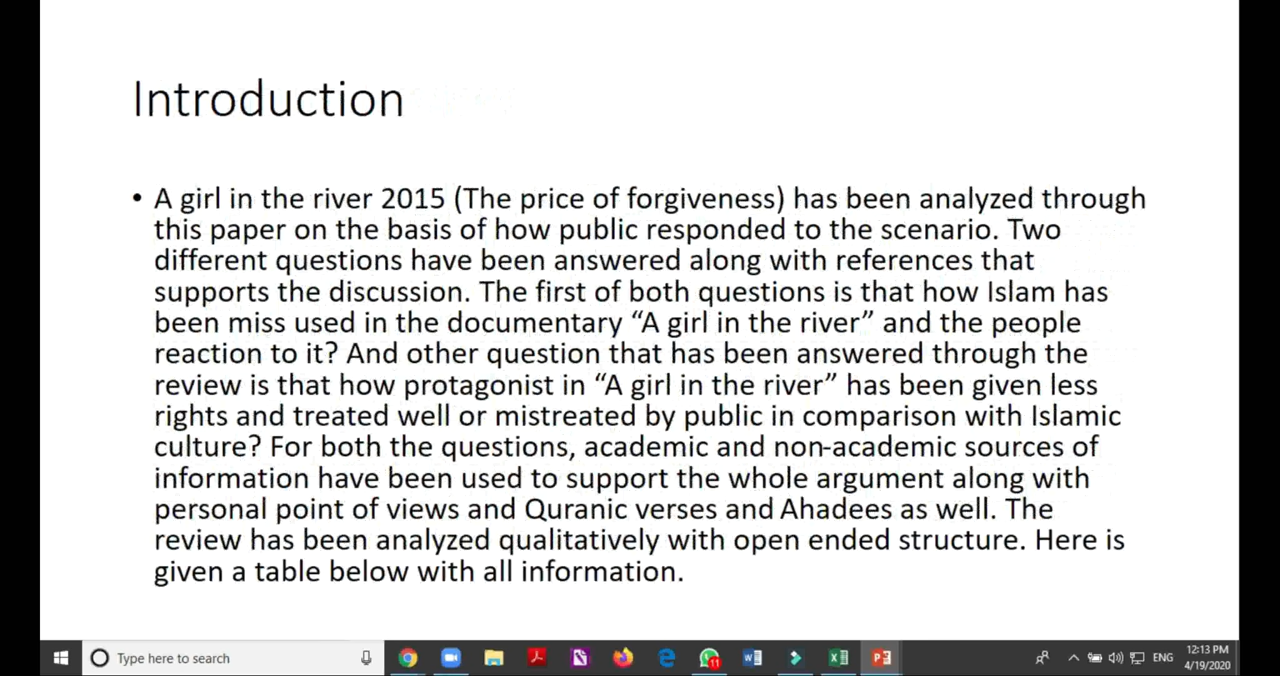 Introduction
• A girl in the river 2015 (The price of forgiveness) has been analyzed through
this paper on the basis of how public responded to the scenario. Two
different questions have been answered along with references that
supports the discussion. The first of both questions is that how Islam has
been miss used in the documentary “A girl in the river” and the people
reaction to it? And other question that has been answered through the
review is that how protagonist in “A girl in the river” has been given less
rights and treated well or mistreated by public in comparison with Islamic
culture? For both the questions, academic and non-academic sources of
information have been used to support the whole argument along with
personal point of views and Quranic verses and Ahadees as well. The
review has been analyzed qualitatively with open ended structure. Here is
given a table below with all information.
Type here to search
11
ENG
12:13 PM
4/19/2020